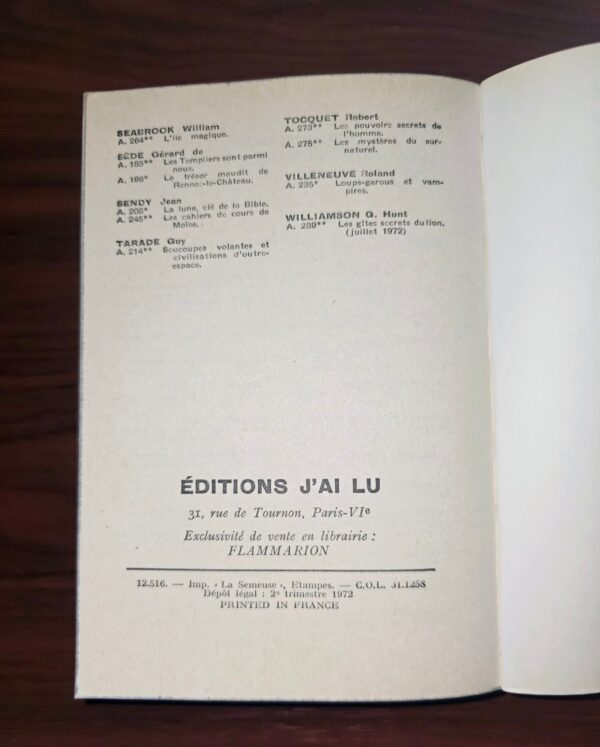 SEABROOK William
A. 264** L'île magique.
SÈDE Gérard de
A. 185** Les Templiers sont parmi
nous.
A. 196* Le trésor maudit de
Rennes-le-Château.
SENDY Jean
A. 208* La lune, clé de la Bible.
A. 245** Les cahiers de cours de
Moïse.
TARADE Guy
A. 214** Soucoupes volantes et
civilisations d'outre-
espace.
TOCQUET Robert
A. 273** Les pouvoirs secrets de
l'homme.
A. 275** Les mystères du sur-
naturel.
VILLENEUVE Roland
A. 235* Loups-garous et vam-
pires.
WILLIAMSON G. Hunt
A. 289** Les gîtes secrets du lion.
(juillet 1972)
ÉDITIONS J'AI LU
31, rue de Tournon, Paris-VIe
Exclusivité de vente en librairie :
FLAMMARION
12.516. — Imp. « La Semeuse », Etampes. — C.O.L. 31.1258
Dépôt légal : 2e trimestre 1972
PRINTED IN FRANCE